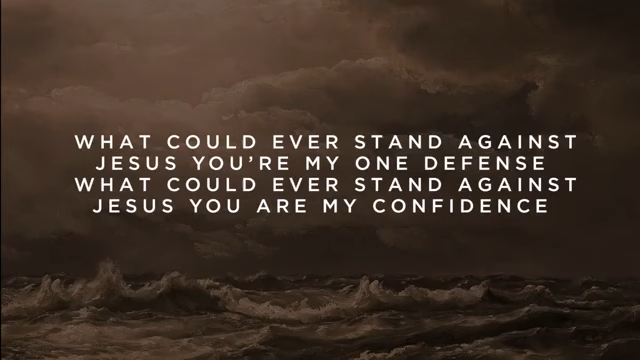 WHAT COULD EVER STAND AGAINST
JESUS YOU'RE MY ONE DEFENSE
WHAT COULD EVER STAND AGAINST
JESUS YOU ARE MY CONFIDENCE